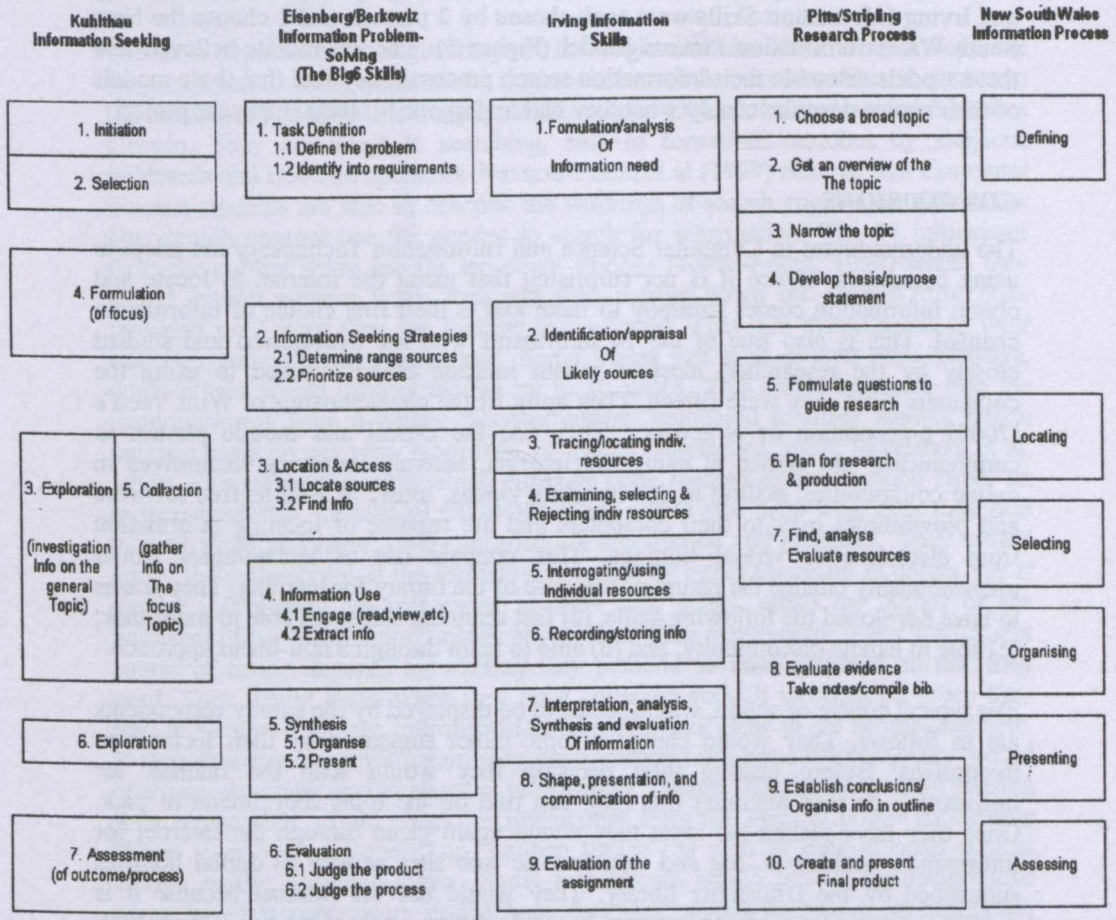 Kuhlthan
Information Seeking
1. Initiation
2. Selection
4. Formulation
(of focus)
3. Exploration
(investigation
Info on the
general
Topic)
5. Collection
(gather
Info on
The
focus
Topic)
6. Exploration
7. Assessment
(of outcome/process)
Eisenberg/Berkowitz
Information Problem-
Solving
(The Big6 Skills)
1. Task Definition
1.1 Define the problem
1.2 Identify into requirement
2. Information Seeking Strategies
2.1 Determine range sources
2.2 Prioritize sources
3. Location & Access
3.1 Locate sources
3.2 Find info
4. Information Use
4.1 Engage (read, view, etc)
4.2 Extract info
5. Synthesis
5.1 Organise
5.2 Present
6. Evaluation
6.1 Judge the product
6.2 Judge the process
Irving Information
Skills
1. Fomulation/analysis
Of
Information need
2. Identification/appraisal
Of
Likely sources
3. Tracing/locating indiv.
resources
4. Examining, selecting &
Rejecting indiv resources
5. Interrogating/using
Individual resources
6. Recording/storing info
7. Interpretation, analysis,
Synthesis and evaluation
Of information
8. Shape, presentation, and
communication of info
9. Evaluation of the
assignment
Pitts/Stripling
Research Process
1. Choose a broad topic
2. Get an overview of the
The topic
3. Narrow the topic
4. Develop thesis/purpose
statement
5. Formulate questions to
guide research
6. Plan for research
& production
7. Find, analyse
Evaluate resources
8. Evaluate evidence
Take notes/compile bib.
9. Establish conclusions/
Organise info in outline
10. Create and present
Final product
New South Wales
Information Process
Defining
Locating
Selecting
Organising
Presenting
Assessing